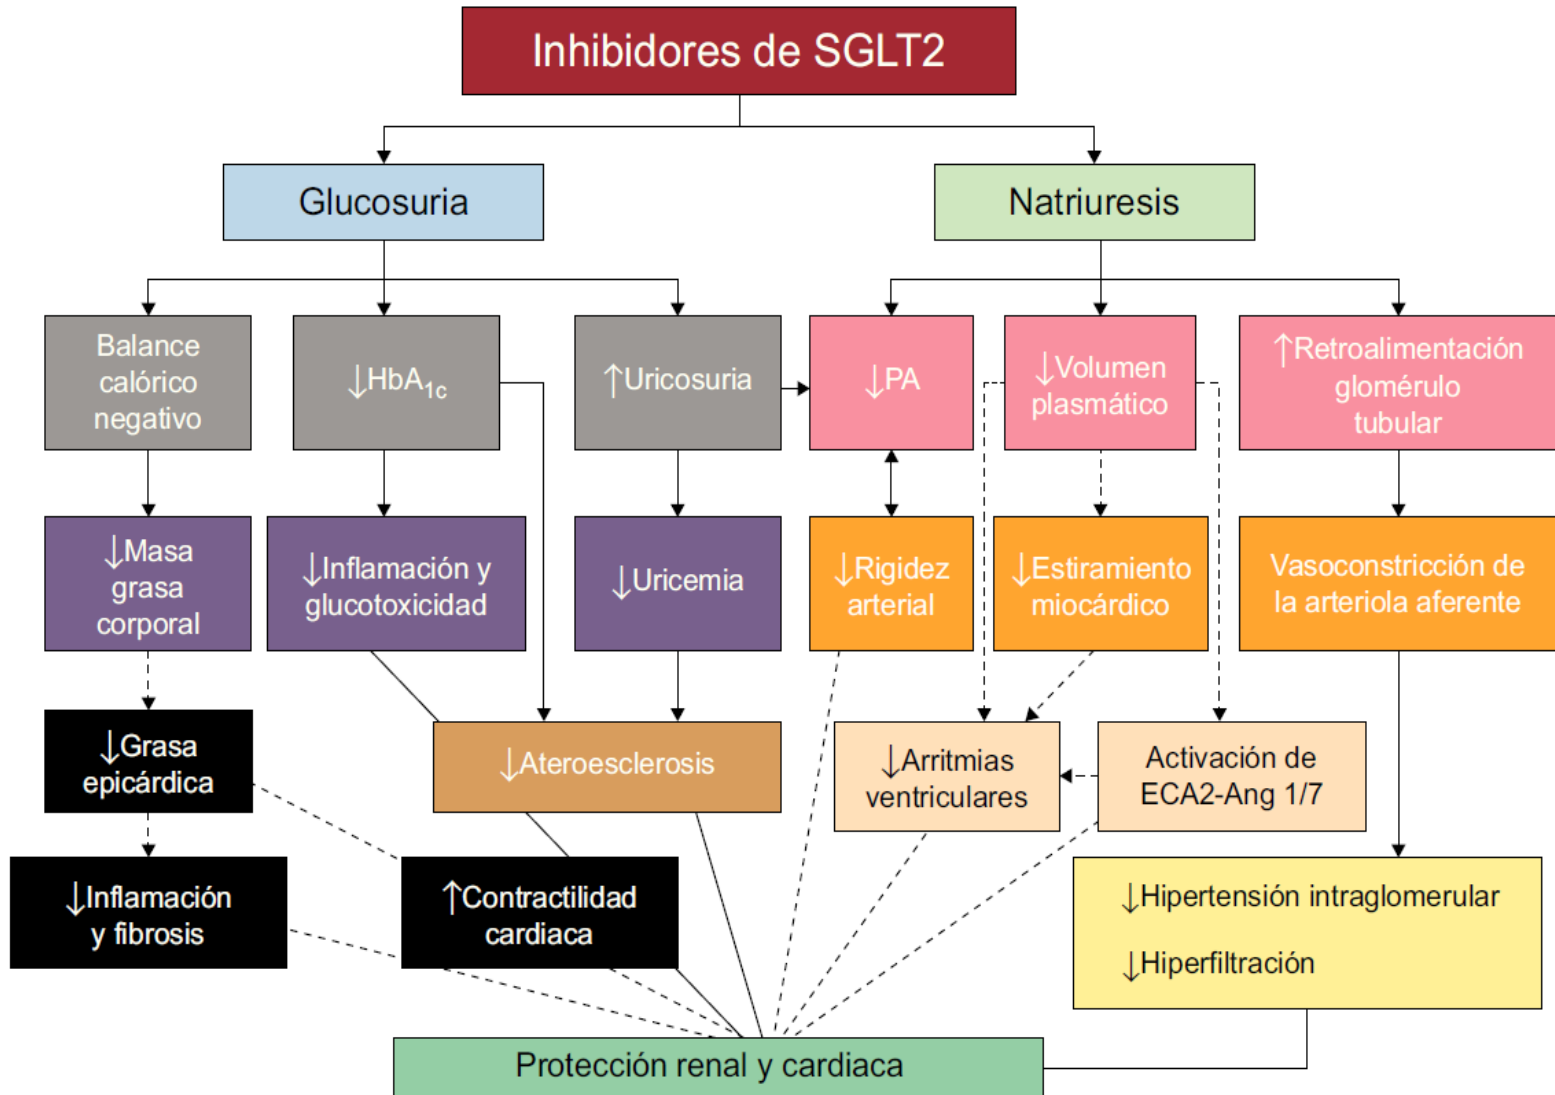 Inhibidores de SGLT2
Glucosuria
Natriuresis
Balance
calórico
negativo
↓HbA1c
↑Uricosuria
↓PA
↓Volumen
plasmático
↑Retroalimentación
glomérulo
tubular
↓Masa
grasa
corporal
↓Inflamación y
glucotoxicidad
↓Uricemia
↓Rigidez
arterial
↓Estiramiento
miocárdico
Vasoconstricción de
la arteriola aferente
↓Grasa
epicárdica
↓Ateroesclerosis
↓Arritmias
ventriculares
Activación de
ECA2-Ang 1/7
↓Inflamación
y fibrosis
↑Contractilidad
cardiaca
↓Hipertensión intraglomerular
↓Hiperfiltración
Protección renal y cardiaca